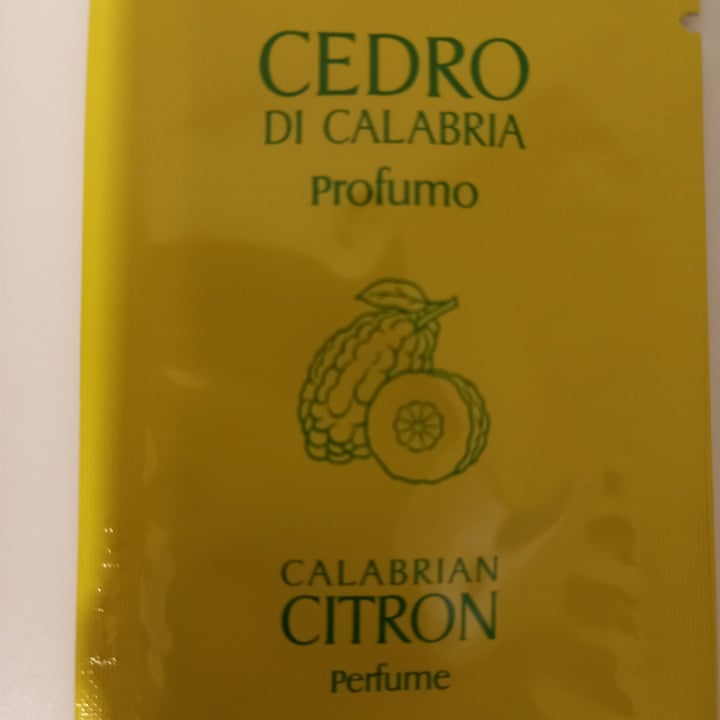 CEDRO
DI CALABRIA
Profumo
CALABRIAN
CITRON
Perfume